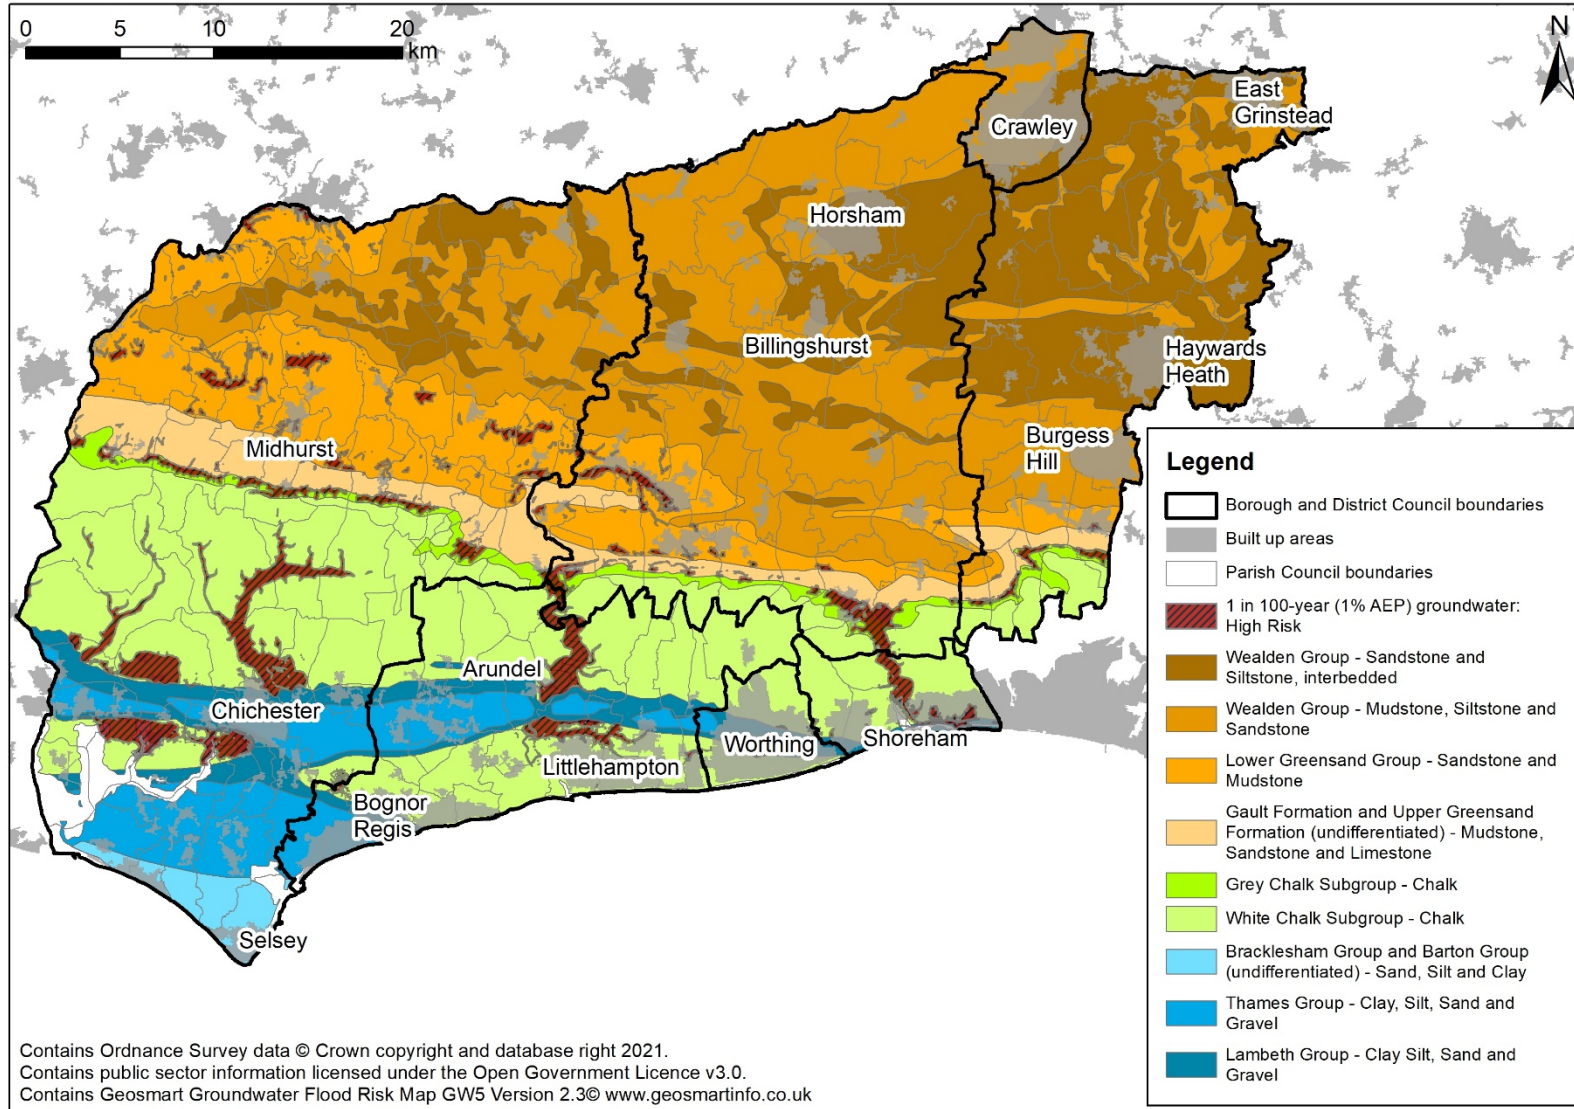 0 5 10 20
km
N
East
Grinstead
Crawley
Horsham
Billingshurst
Haywards
Heath
Burgess
Hill
Midhurst
Arundel
Chichester
Worthing
Shoreham
Littlehampton
Bognor
Regis
Selsey
Legend
Borough and District Council boundaries
Built up areas
Parish Council boundaries
1 in 100-year (1% AEP) groundwater:
High Risk
Wealden Group - Sandstone and
Siltstone, interbedded
Wealden Group - Mudstone, Siltstone and
Sandstone
Lower Greensand Group - Sandstone and
Mudstone
Gault Formation and Upper Greensand
Formation (undifferentiated) - Mudstone,
Sandstone and Limestone
Grey Chalk Subgroup - Chalk
White Chalk Subgroup - Chalk
Bracklesham Group and Barton Group
(undifferentiated) - Sand, Silt and Clay
Thames Group - Clay, Silt, Sand and
Gravel
Lambeth Group - Clay Silt, Sand and
Gravel
Contains Ordnance Survey data © Crown copyright and database right 2021.
Contains public sector information licensed under the Open Government Licence v3.0.
Contains Geosmart Groundwater Flood Risk Map GW5 Version 2.3© www.geosmartinfo.co.uk